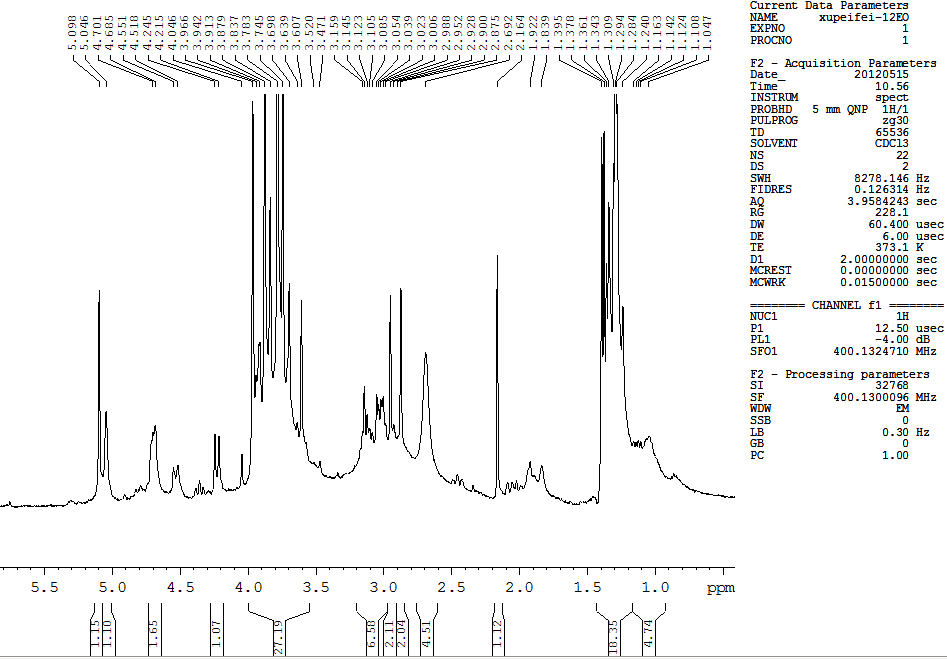 5.098
5.046
4.701
4.685
4.551
4.518
4.245
4.215
4.046
3.966
3.942
3.913
3.879
3.837
3.783
3.745
3.698
3.639
3.607
3.520
3.471
3.159
3.145
3.123
3.105
3.085
3.054
3.039
3.023
3.006
2.988
2.952
2.928
2.900
2.875
2.692
2.164
1.922
1.839
1.395
1.378
1.361
1.343
1.309
1.294
1.284
1.240
1.163
1.142
1.124
1.108
1.047
Current Data Parameters
NAME xupeifei-12EO
EXPNO 1
PROCNO 1
F2 - Acquisition Parameters
Date_ 20120515
Time 10.56
INSTRUM spect
PROBHD 5 mm QNP 1H/1
PULPROG zg30
TD 65536
SOLVENT CDCl3
NS 22
DS 2
SWH 8278.146 Hz
FIDRES 0.126314 Hz
AQ 3.9584243 sec
RG 228.1
DW 60.400 usec
DE 6.00 usec
TE 373.1 K
D1 2.00000000 sec
MCREST 0.00000000 sec
MCWRK 0.01500000 sec
======== CHANNEL f1 ========
NUC1 1H
P1 12.50 usec
PL1 -4.00 dB
SFO1 400.1324710 MHz
F2 - Processing parameters
SI 32768
SF 400.1300096 MHz
WDW EM
SSB 0
LB 0.30 Hz
GB 0
PC 1.00
5.5 5.0 4.5 4.0 3.5 3.0 2.5 2.0 1.5 1.0 ppm
1.15
1.10
1.65
1.07
27.19
6.58
2.11
2.04
4.51
1.12
18.35
4.74